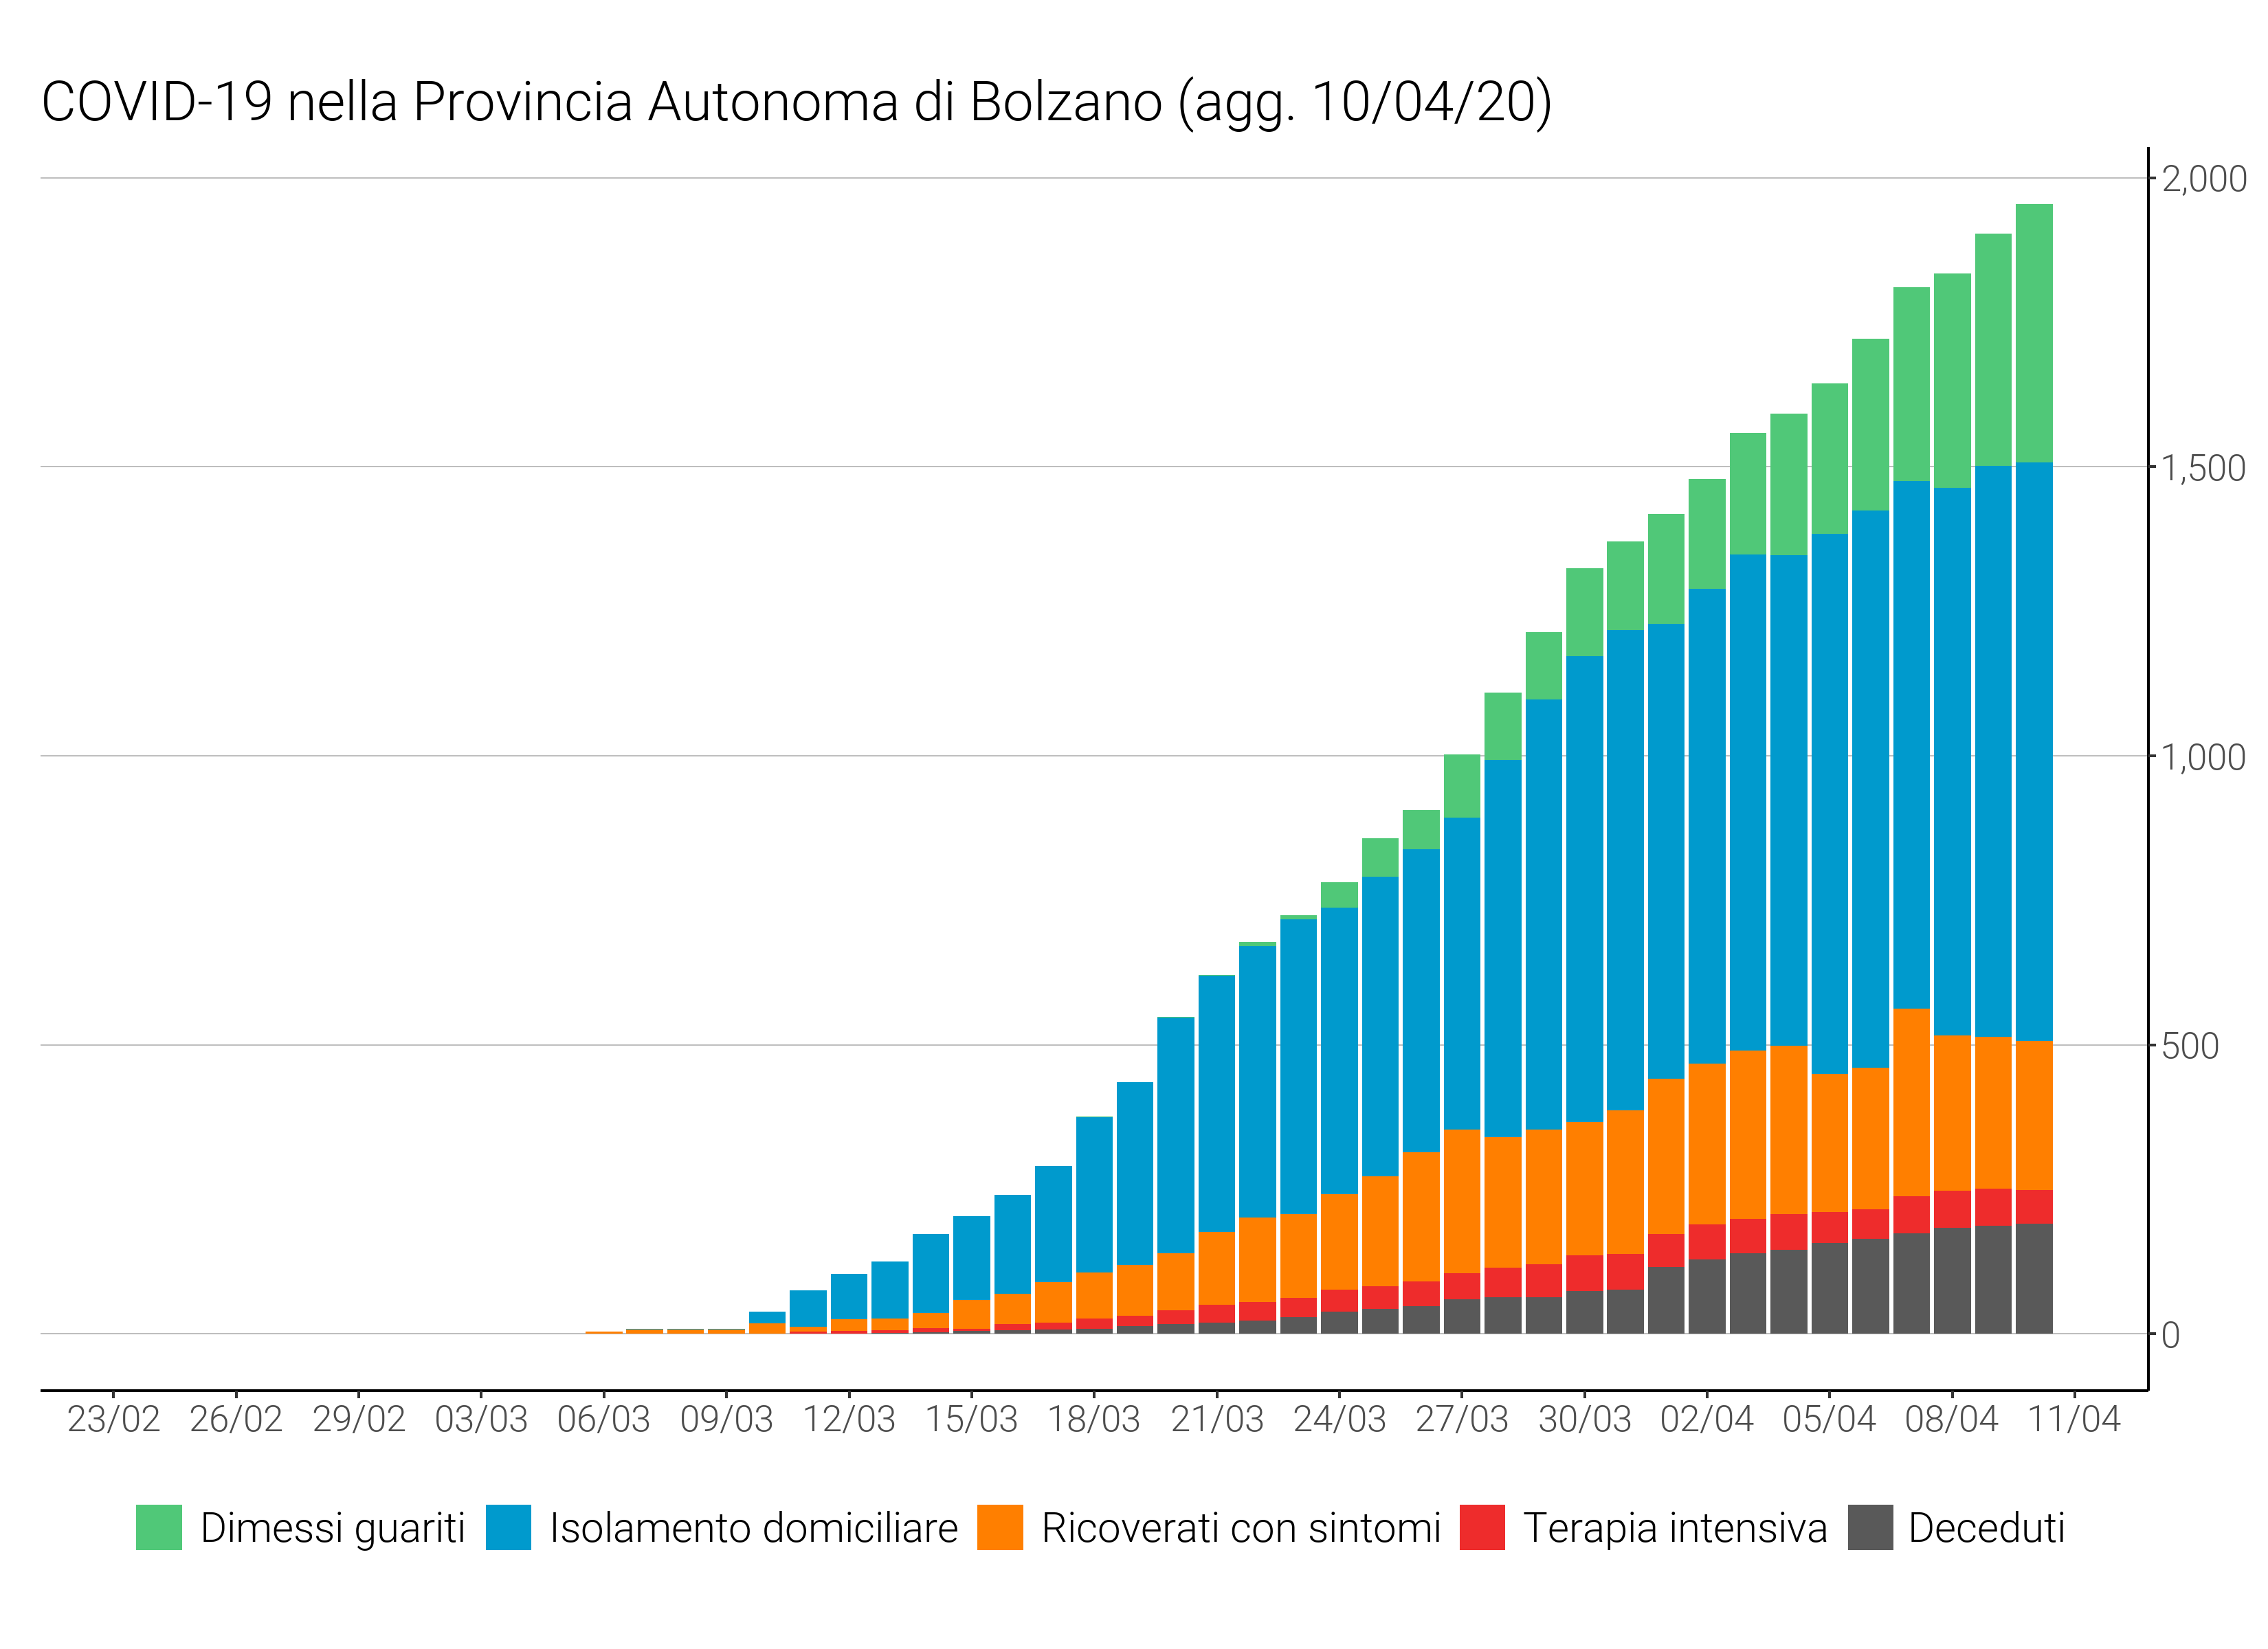 COVID-19 nella Provincia Autonoma di Bolzano (agg. 10/04/20)
2,000
1,500
1,000
500
0
23/02 26/02 29/02 03/03 06/03 09/03 12/03 15/03 18/03 21/03 24/03 27/03 30/03 02/04 05/04 08/04 11/04
Dimessi guariti Isolamento domiciliare Ricoverati con sintomi Terapia intensiva Deceduti